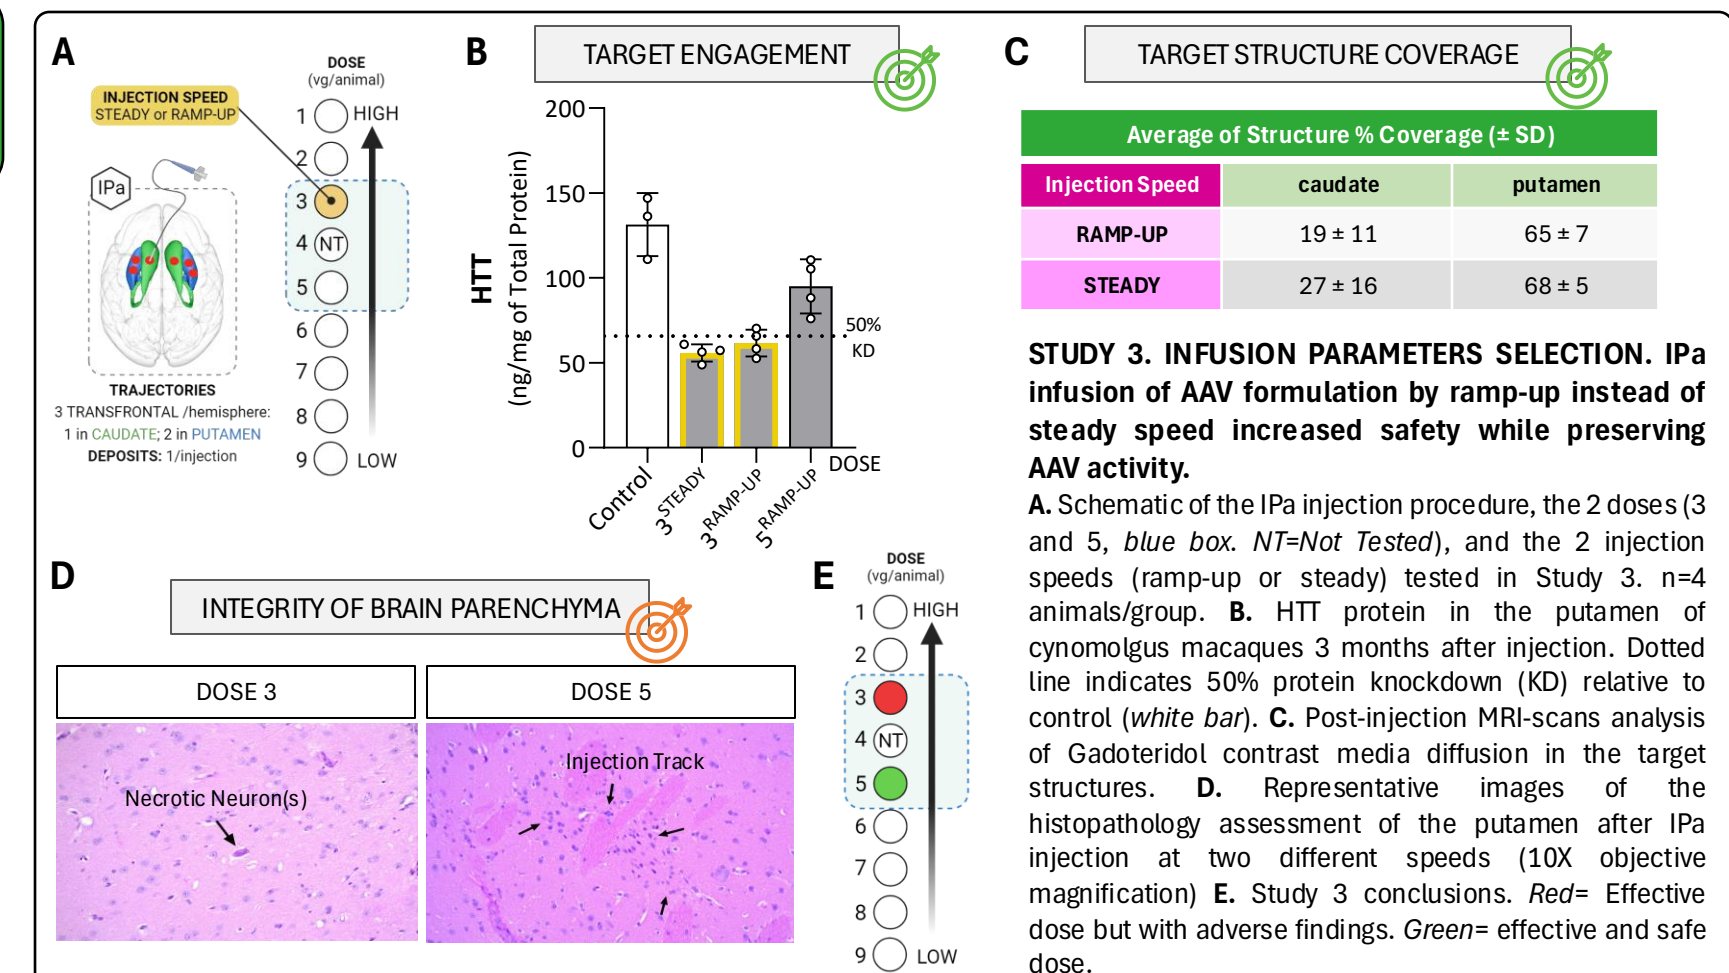 A
DOSE
(vg/animal)
INJECTION SPEED
STEADY or RAMP-UP
1
HIGH
2
3
4
NT
5
6
7
8
9
LOW
IPa
TRAJECTORIES
3 TRANSFRONTAL /hemisphere:
1 in CAUDATE; 2 in PUTAMEN
DEPOSITS: 1/injection
B
TARGET ENGAGEMENT
HTT
(ng/mg of Total Protein)
200
150
100
50
0
50%
KD
DOSE
Control
3STEADY
3RAMP-UP
5RAMP-UP
C
TARGET STRUCTURE COVERAGE
Average of Structure % Coverage (± SD)
Injection Speed caudate putamen
RAMP-UP 19 ± 11 65 ± 7
STEADY 27 ± 16 68 ± 5
STUDY 3. INFUSION PARAMETERS SELECTION. IPa
infusion of AAV formulation by ramp-up instead of
steady speed increased safety while preserving
AAV activity.
A. Schematic of the IPa injection procedure, the 2 doses (3
and 5, blue box. NT=Not Tested), and the 2 injection
speeds (ramp-up or steady) tested in Study 3. n=4
animals/group. B. HTT protein in the putamen of
cynomolgus macaques 3 months after injection. Dotted
line indicates 50% protein knockdown (KD) relative to
control (white bar). C. Post-injection MRI-scans analysis
of Gadoteridol contrast media diffusion in the target
structures. D. Representative images of the
histopathology assessment of the putamen after IPa
injection at two different speeds (10X objective
magnification) E. Study 3 conclusions. Red= Effective
dose but with adverse findings. Green= effective and safe
dose.
D
INTEGRITY OF BRAIN PARENCHYMA
DOSE 3
DOSE 5
Necrotic Neuron(s)
Injection Track
E
DOSE
(vg/animal)
1
HIGH
2
3
4
NT
5
6
7
8
9
LOW